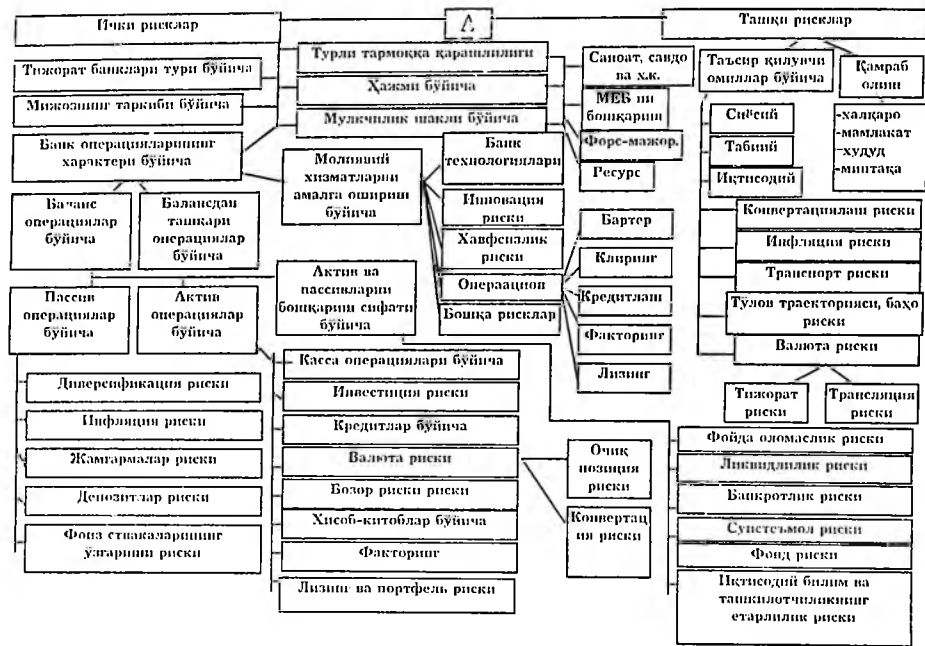 Ички рисклар
А
Ташқи рисклар
Турли тармоққа қарашлилиги
Тижорат банклари тури бўйича
Ҳажми бўйича
Мижознинг таркиби бўйича
Мулкчилик шакли бўйича
Саноат, савдо
ва х.к.
МЕБ ни
бошқариш
Форс-мажор.
Ресурс
Таъсир қилувчи
омиллар бўйича
Қамраб
олиш
Сиёсий
Табиий
Иқтисодий
-халқаро
-мамлакат
-худуд
-минтақа
Банк операцияларининг
характери бўйича
Молиявий
хизматларни
амалга ошириш
бўйича
Банк
технологиялари
Инновация
риски
Хавфсизлик
риски
Операацион
Бошқа рисклар
Баланс
операциялар
бўйича
Балансдан
ташқари
операциялар
бўйича
Бартер
Клиринг
Кредитлаш
Факторинг
Лизинг
Конвертациялаш риски
Инфляция риски
Транспорт риски
Тўлов траекторияси, баҳо
риски
Валюта риски
Тижорат
риски
Трансляция
риски
Пассив
операциялар
бўйича
Актив
операциялар
бўйича
Актив ва
пассивларни
бошқариш сифати
бўйича
Диверсификация риски
Инфляция риски
Жамғармалар риски
Депозитлар риски
Фоиз ставкаларининг
ўзгариши риски
Касса операциялари бўйича
Инвестиция риски
Кредитлар бўйича
Валюта риски
Бозор риски риски
Хисоб-китоблар бўйича
Факторинг
Лизинг ва портфель риски
Очиқ
позиция
риски
Конвертац
ия риски
Фойда ололмаслик риски
Ликвидлилик риски
Банкротлик риски
Фонд риски
Иқтисодий билим ва
ташкилотчиликнинг
етарлилик риски